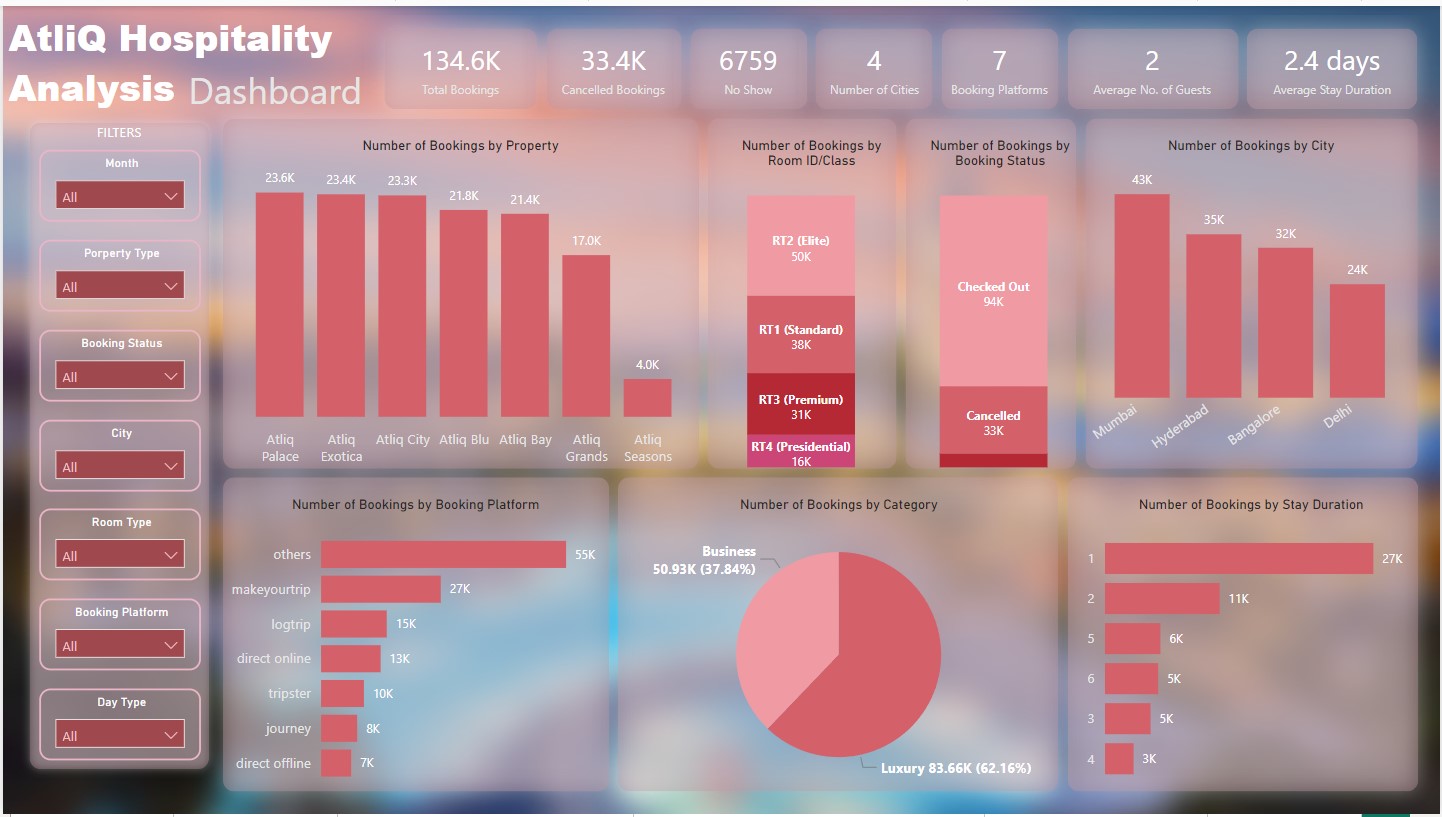 AtliQ Hospitality
Analysis Dashboard
134.6K
Total Bookings
33.4K
Cancelled Bookings
6759
No Show
4
Number of Cities
7
Booking Platforms
2
Average No. of Guests
2.4 days
Average Stay Duration
FILTERS
Month
All
Porperty Type
All
Booking Status
All
City
All
Room Type
All
Booking Platform
All
Day Type
All
Number of Bookings by Property
23.6K
23.4K
23.3K
21.8K
21.4K
17.0K
4.0K
Atliq Palace
Atliq Exotica
Atliq City
Atliq Blu
Atliq Bay
Atliq Grands
Atliq Seasons
Number of Bookings by
Room ID/Class
RT2 (Elite)
50K
RT1 (Standard)
38K
RT3 (Premium)
31K
RT4 (Presidential)
16K
Number of Bookings by
Booking Status
Checked Out
94K
Cancelled
33K
Number of Bookings by City
43K
35K
32K
24K
Mumbai
Hyderabad
Bangalore
Delhi
Number of Bookings by Booking Platform
others 55K
makeyourtrip 27K
logtrip 15K
direct online 13K
tripster 10K
journey 8K
direct offline 7K
Number of Bookings by Category
Business
50.93K (37.84%)
Luxury 83.66K (62.16%)
Number of Bookings by Stay Duration
1 27K
2 11K
5 6K
6 5K
3 5K
4 3K